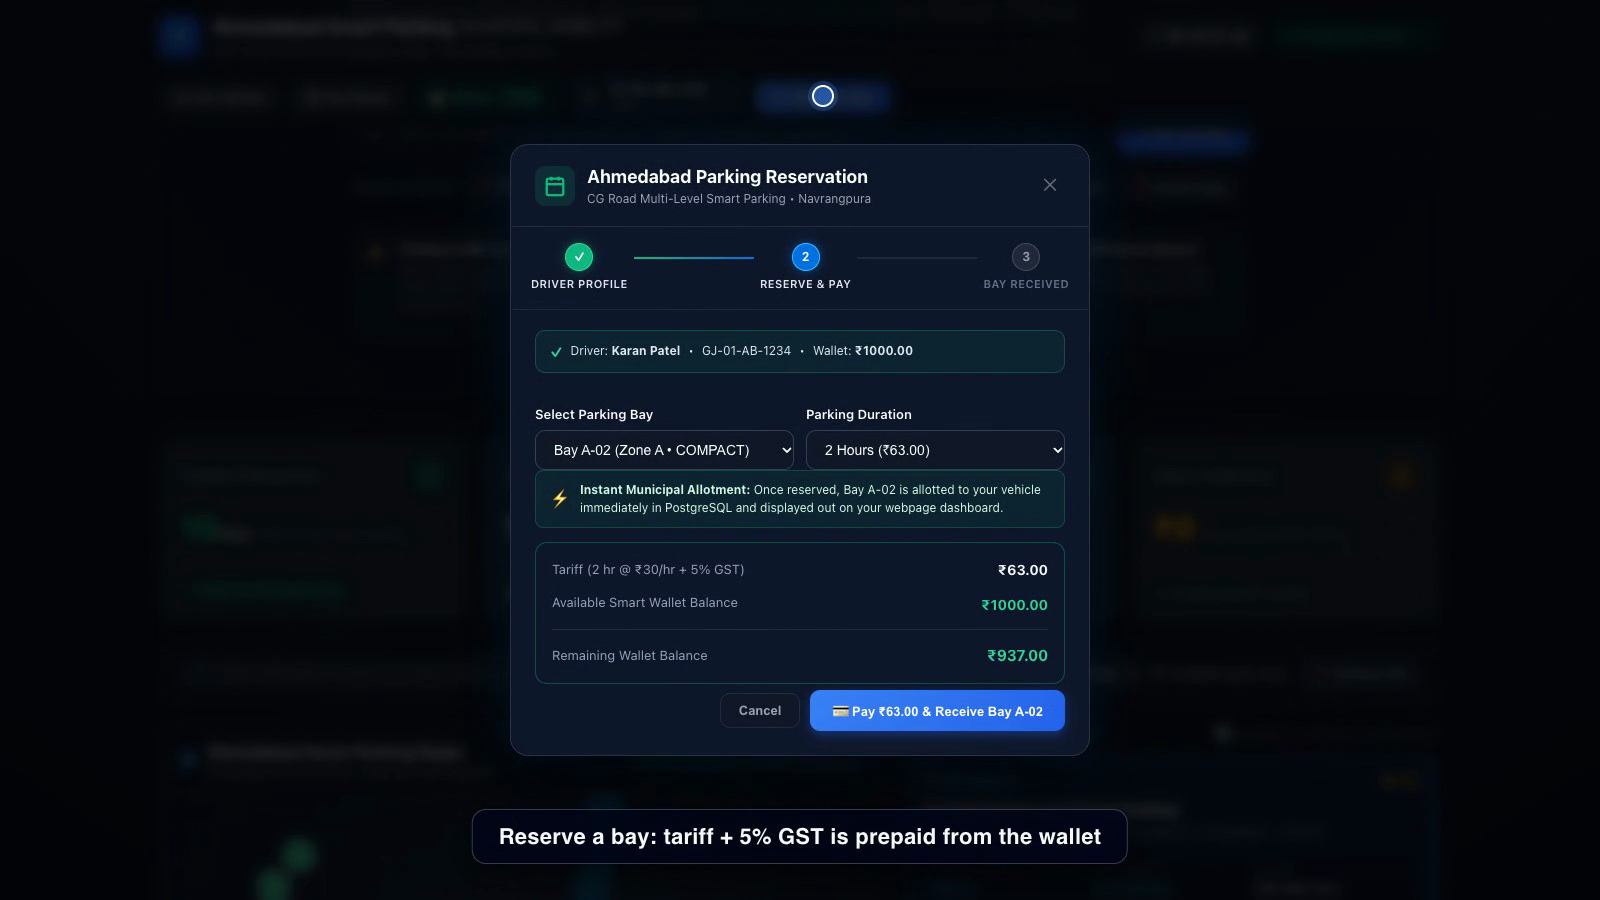 Ahmedabad Parking Reservation
CG Road Multi-Level Smart Parking • Navrangpura
2
3
DRIVER PROFILE
RESERVE & PAY
BAY RECEIVED
Driver: Karan Patel • GJ-01-AB-1234 • Wallet: ₹1000.00
Select Parking Bay
Parking Duration
Bay A-02 (Zone A • COMPACT)
2 Hours (₹63.00)
Instant Municipal Allotment: Once reserved, Bay A-02 is allotted to your vehicle
immediately in PostgreSQL and displayed out on your webpage dashboard.
Tariff (2 hr @ ₹30/hr + 5% GST)
₹63.00
Available Smart Wallet Balance
₹1000.00
Remaining Wallet Balance
₹937.00
Cancel
Pay ₹63.00 & Receive Bay A-02
Reserve a bay: tariff + 5% GST is prepaid from the wallet